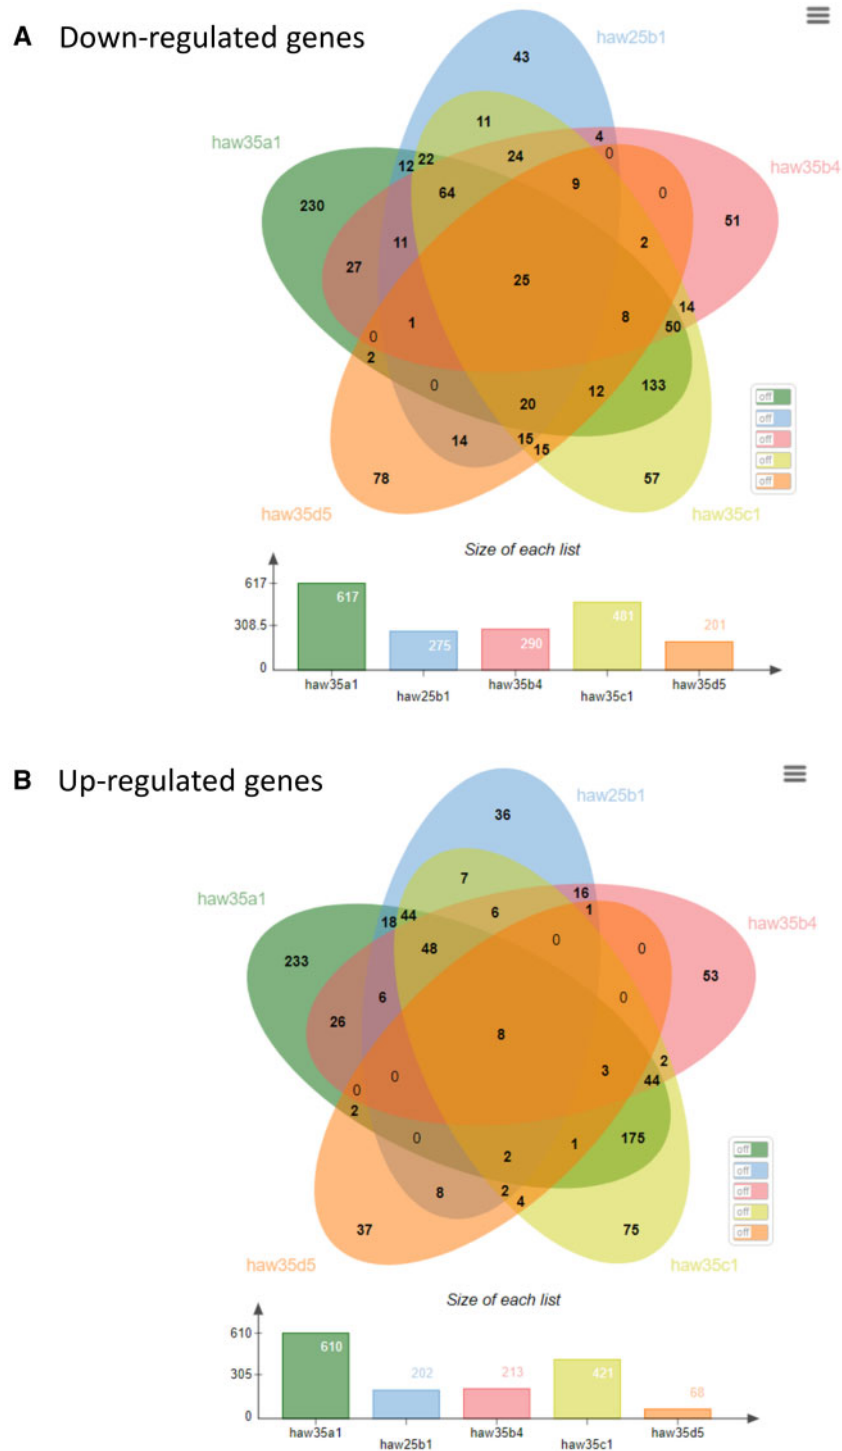 A Down-regulated genes
haw25b1
43
haw35a1
11
4
0
haw35b4
12
22
24
230
64
9
0
51
11
2
27
25
14
1
8
50
0
2
0
20
12
133
off
14
15
15
off
off
78
57
off
off
haw35d5
haw35c1
Size of each list
617
617
481
308.5
275
290
201
0
haw35a1
haw25b1
haw35b4
haw35c1
haw35d5
B Up-regulated genes
haw25b1
36
haw35a1
7
16
1
haw35b4
18
44
6
0
0
233
48
53
6
0
26
8
2
0
0
3
44
2
0
2
1
175
off
8
2
4
off
off
37
75
off
off
haw35d5
haw35c1
Size of each list
610
610
421
305
202
213
68
0
haw35a1
haw25b1
haw35b4
haw35c1
haw35d5